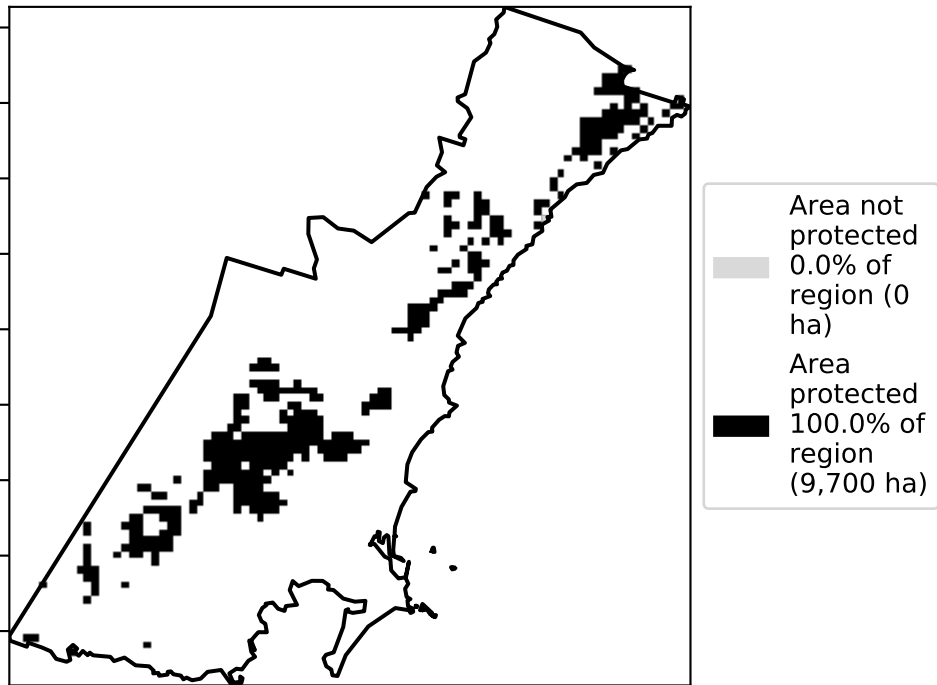 Area not
protected
0.0% of
region (0
ha)
Area
protected
100.0% of
region
(9,700 ha)